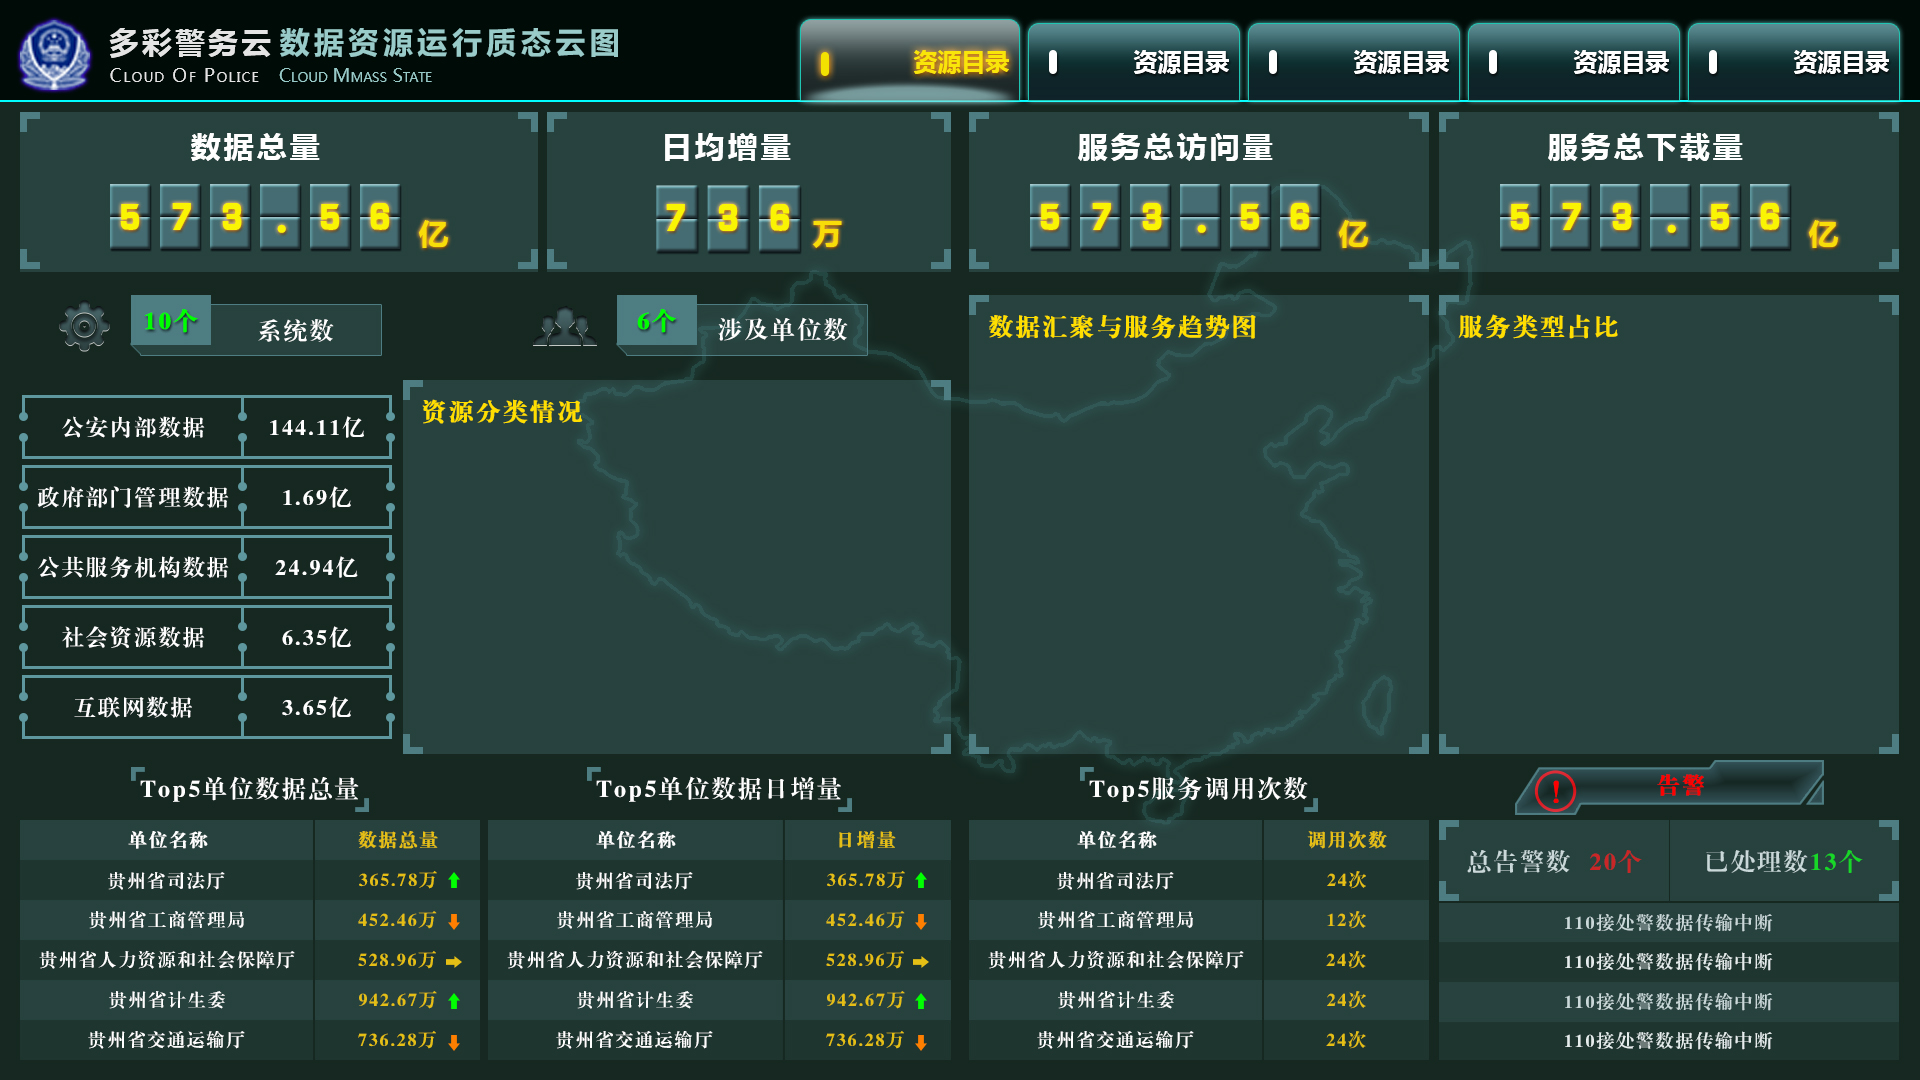 多彩警务云 数据资源运行质态云图
CLOUD OF POLICE CLOUD MMASS STATE
资源目录 资源目录 资源目录 资源目录 资源目录
数据总量
573.56亿
日均增量
736万
服务总访问量
573.56亿
服务总下载量
573.56亿
10个 系统数
6个 涉及单位数
公安内部数据 144.11亿
政府部门管理数据 1.69亿
公共服务机构数据 24.94亿
社会资源数据 6.35亿
互联网数据 3.65亿
资源分类情况
数据汇聚与服务趋势图
服务类型占比
Top5单位数据总量
单位名称 数据总量
贵州省司法厅 365.78万
贵州省工商管理局 452.46万
贵州省人力资源和社会保障厅 528.96万
贵州省计生委 942.67万
贵州省交通运输厅 736.28万
Top5单位数据日增量
单位名称 日增量
贵州省司法厅 365.78万
贵州省工商管理局 452.46万
贵州省人力资源和社会保障厅 528.96万
贵州省计生委 942.67万
贵州省交通运输厅 736.28万
Top5服务调用次数
单位名称 调用次数
贵州省司法厅 24次
贵州省工商管理局 12次
贵州省人力资源和社会保障厅 24次
贵州省计生委 24次
贵州省交通运输厅 24次
告警
总告警数 20个 已处理数13个
110接处警数据传输中断
110接处警数据传输中断
110接处警数据传输中断
110接处警数据传输中断